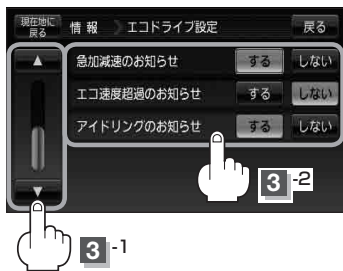 現在地に
戻る
情報 エコドライブ設定 戻る
▲
急加減速のお知らせ する しない
エコ速度超過のお知らせ する しない
アイドリングのお知らせ する しない
▼
3-2
3-1